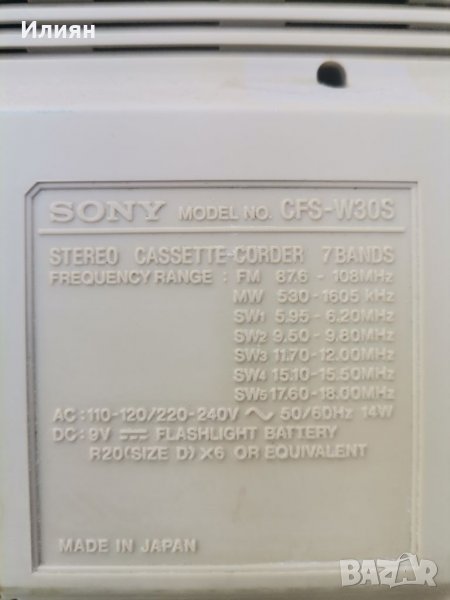 Илиян
SONY MODEL NO. CFS-W30S
STEREO CASSETTE-CORDER 7 BANDS
FREQUENCY RANGE : FM 87.6 - 108MHz
MW 530 - 1605 kHz
SW1 5.95 - 6.20MHz
SW2 9.50 - 9.80MHz
SW3 11.70 - 12.00MHz
SW4 15.10 - 15.50MHz
SW5 17.60 - 18.00MHz
AC : 110-120/220-240V ~ 50/60Hz 14W
DC : 9V ⎓ FLASHLIGHT BATTERY
R20 (SIZE D) X6 OR EQUIVALENT
MADE IN JAPAN
BAZAR